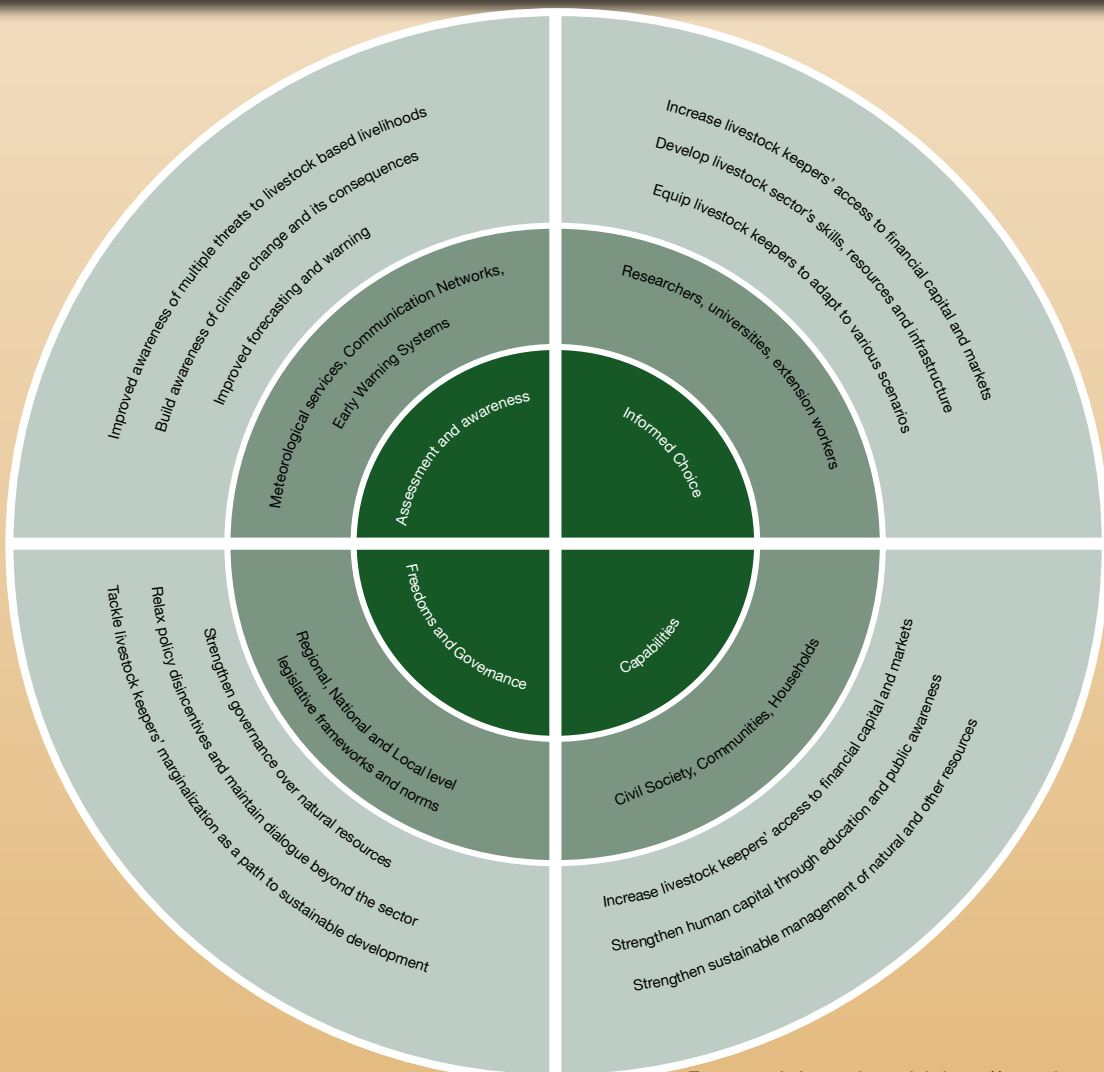 Improved awareness of multiple threats to livestock based livelihoods
Build awareness of climate change and its consequences
Improved forecasting and warning
Meteorological services, Communication Networks,
Early Warning Systems
Assessment and awareness
Increase livestock keepers' access to financial capital and markets
Develop livestock sector's skills, resources and infrastructure
Equip livestock keepers to adapt to various scenarios
Researchers, universities, extension workers
Informed Choice
Freedoms and Governance
Regional, National and Local level
legislative frameworks and norms
Strengthen governance over natural resources
Relax policy disincentives and maintain dialogue beyond the sector
Tackle livestock keepers' marginalization as a path to sustainable development
Capabilities
Civil Society, Communities, Households
Increase livestock keepers' access to financial capital and markets
Strengthen human capital through education and public awareness
Strengthen sustainable management of natural and other resources